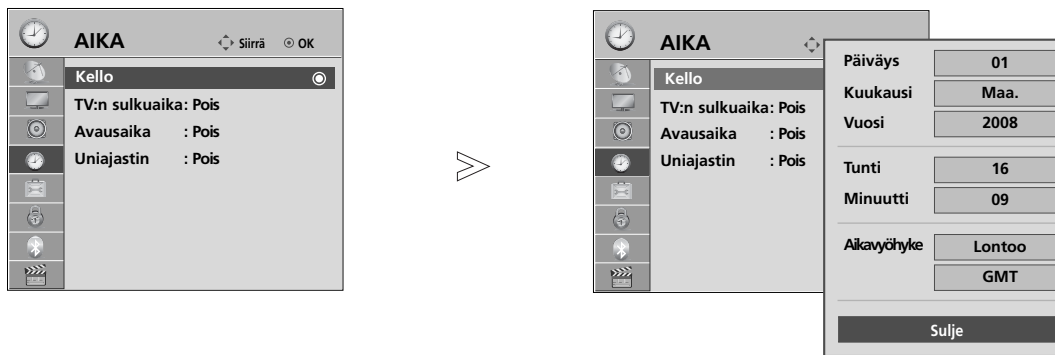 AIKA
Siirrä OK
Kello
TV:n sulkuaika: Pois
Avausaika : Pois
Uniajastin : Pois
AIKA
Kello
TV:n sulkuaika: Pois
Avausaika : Pois
Uniajastin : Pois
Päiväys 01
Kuukausi Maa.
Vuosi 2008
Tunti 16
Minuutti 09
Aikavyöhyke Lontoo
GMT
Sulje